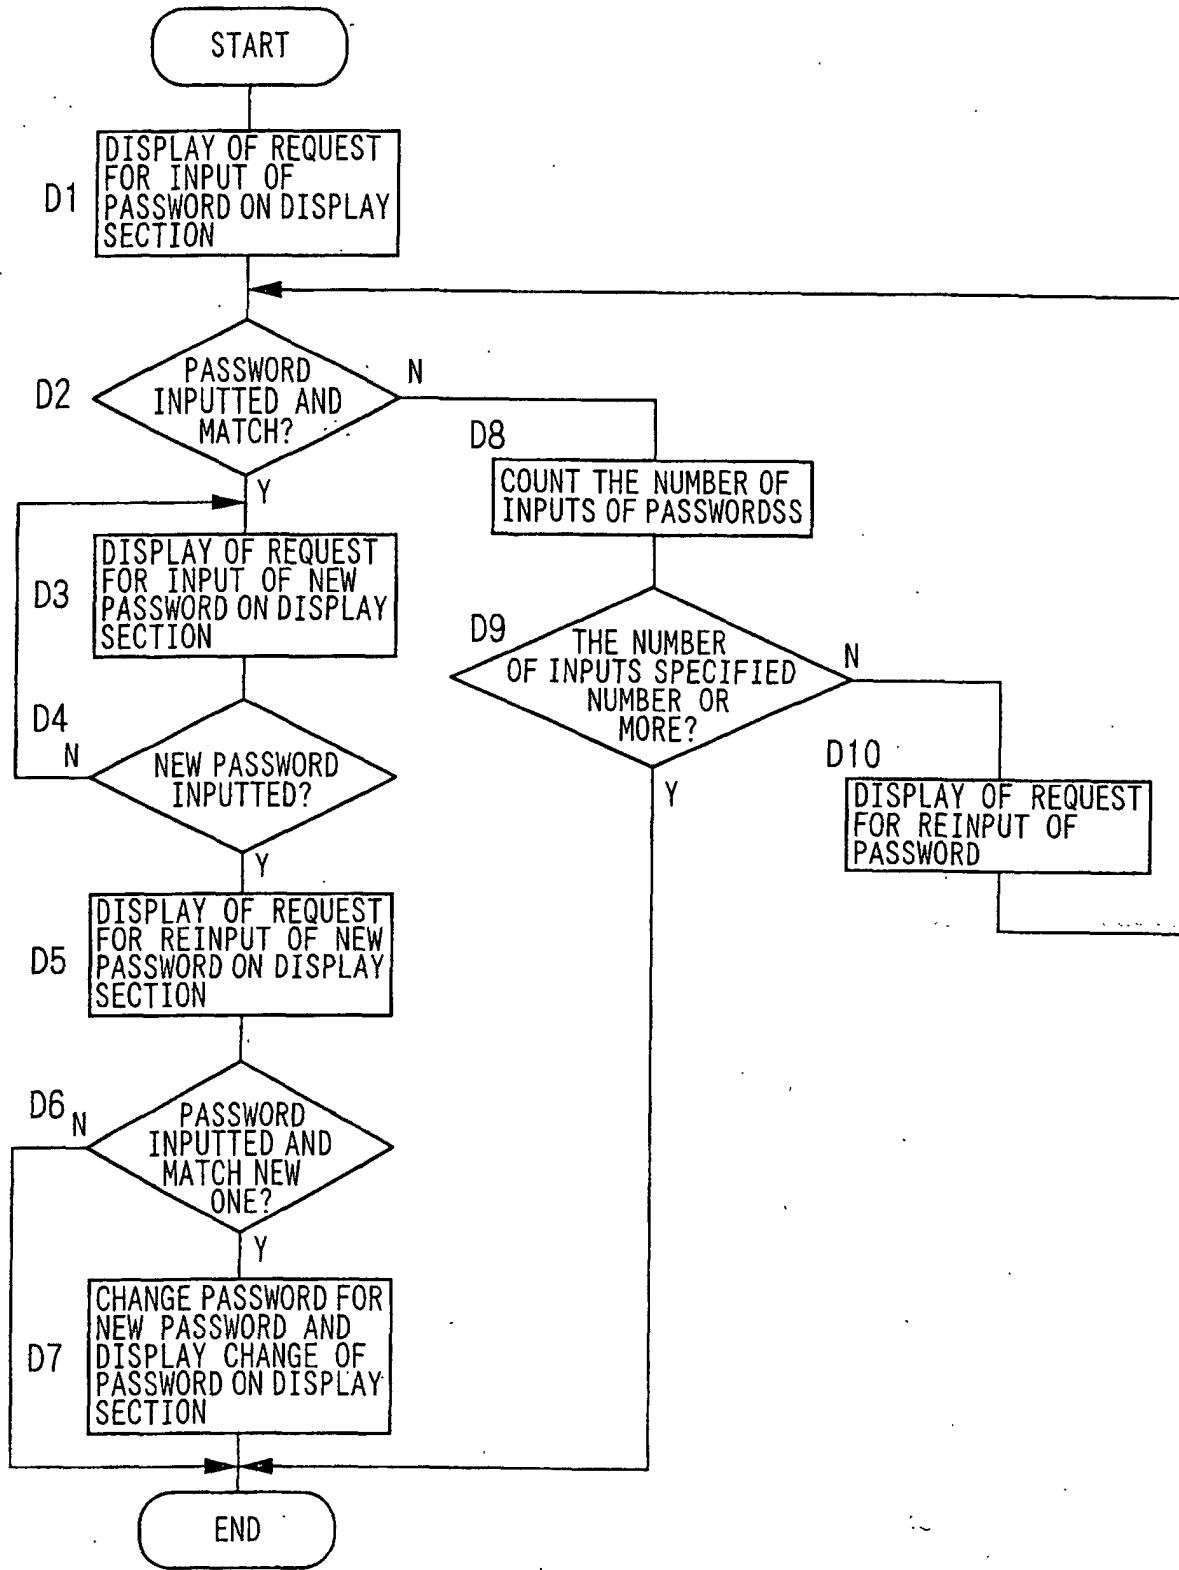 START
D1
DISPLAY OF REQUEST
FOR INPUT OF
PASSWORD ON DISPLAY
SECTION
D2
PASSWORD
INPUTTED AND
MATCH?
N
Y
D3
DISPLAY OF REQUEST
FOR INPUT OF NEW
PASSWORD ON DISPLAY
SECTION
D4
N
NEW PASSWORD
INPUTTED?
Y
D5
DISPLAY OF REQUEST
FOR REINPUT OF NEW
PASSWORD ON DISPLAY
SECTION
D6
N
PASSWORD
INPUTTED AND
MATCH NEW
ONE?
Y
D7
CHANGE PASSWORD FOR
NEW PASSWORD AND
DISPLAY CHANGE OF
PASSWORD ON DISPLAY
SECTION
END
D8
COUNT THE NUMBER OF
INPUTS OF PASSWORDSS
D9
THE NUMBER
OF INPUTS SPECIFIED
NUMBER OR
MORE?
N
Y
D10
DISPLAY OF REQUEST
FOR REINPUT OF
PASSWORD